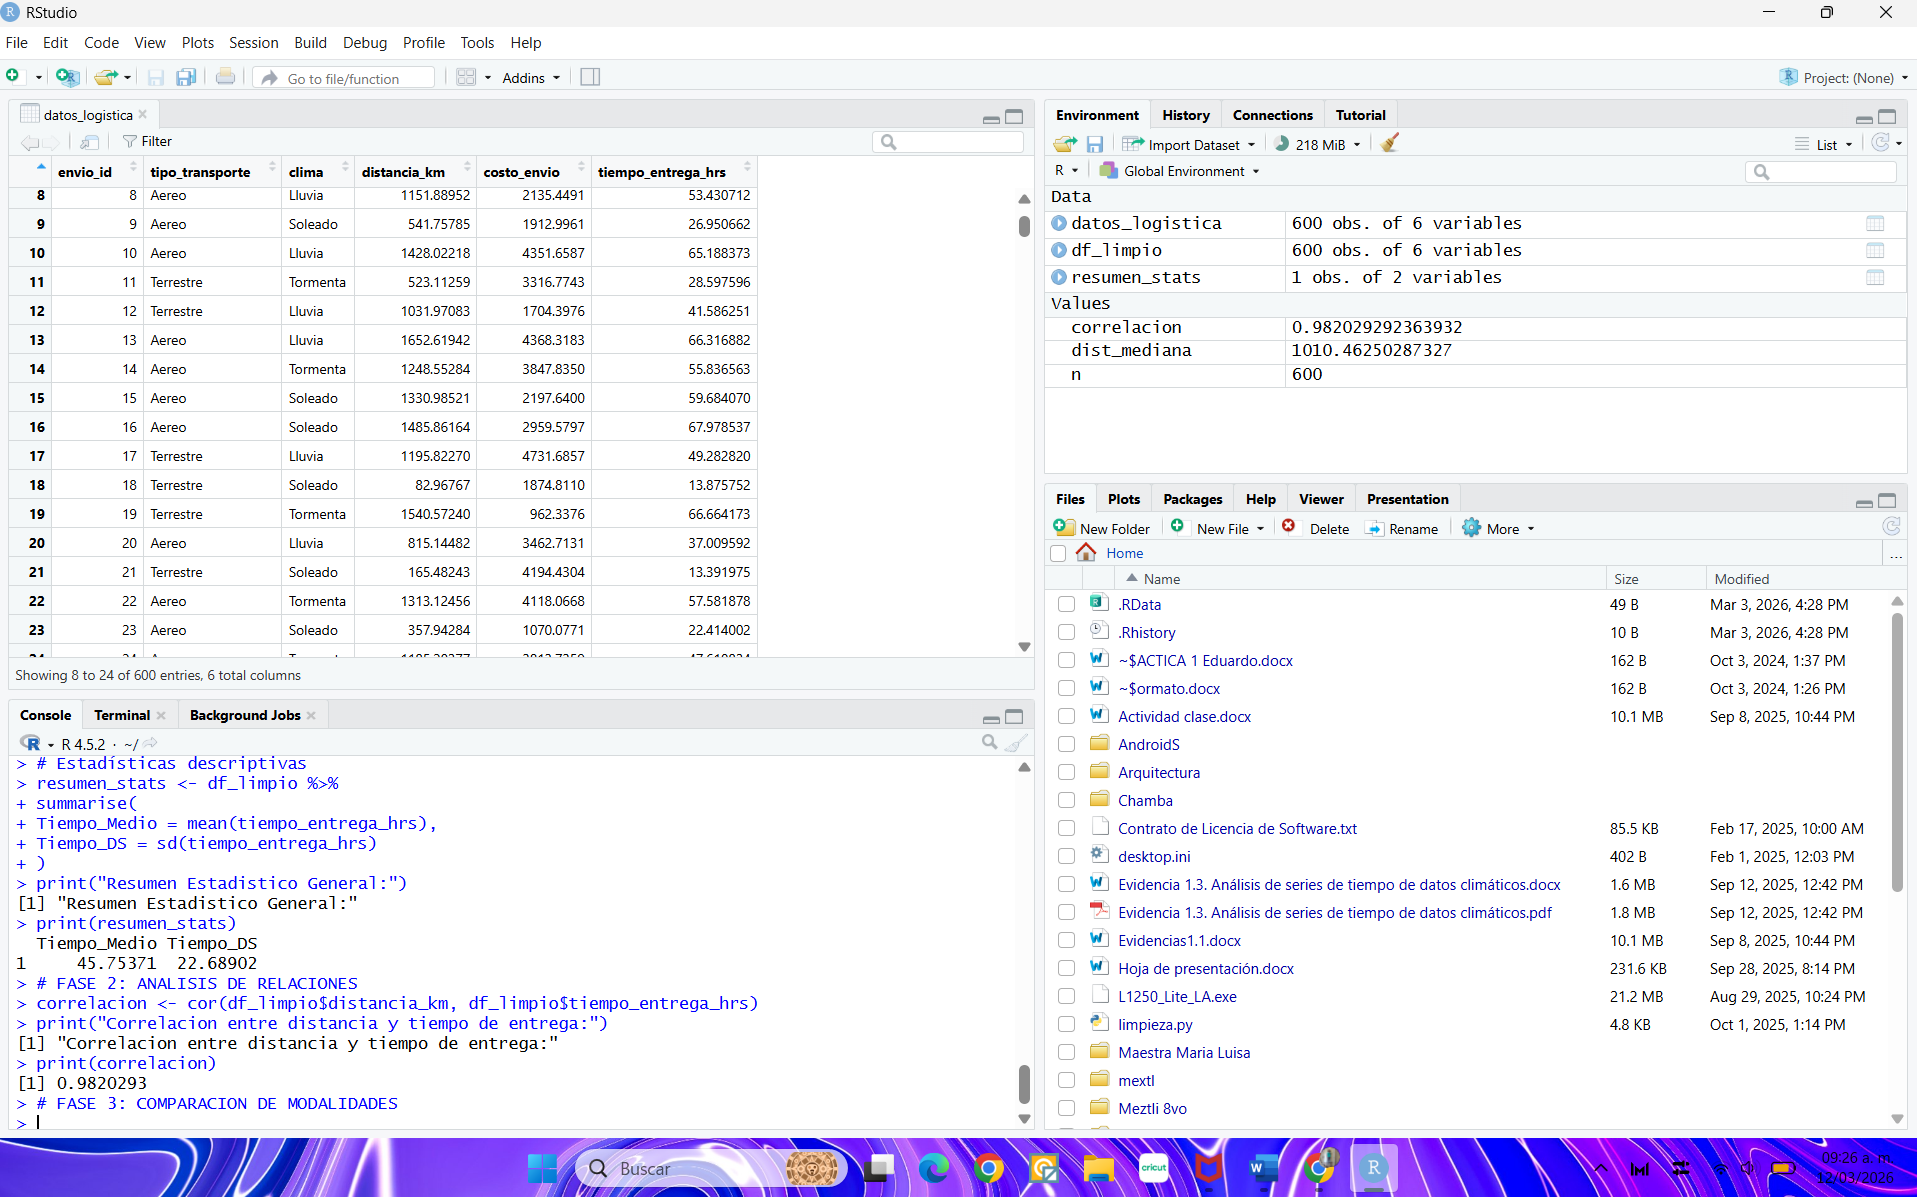 RStudio
File Edit Code View Plots Session Build Debug Profile Tools Help
Go to file/function Addins Project: (None)
datos_logistica
Filter
envio_id tipo_transporte clima distancia_km costo_envio tiempo_entrega_hrs
8 8 Aereo Lluvia 1151.88952 2135.4491 53.430712
9 9 Aereo Soleado 541.75785 1912.9961 26.950662
10 10 Aereo Lluvia 1428.02218 4351.6587 65.188373
11 11 Terrestre Tormenta 523.11259 3316.7743 28.597596
12 12 Terrestre Lluvia 1031.97083 1704.3976 41.586251
13 13 Aereo Lluvia 1652.61942 4368.3183 66.316882
14 14 Aereo Tormenta 1248.55284 3847.8350 55.836563
15 15 Aereo Soleado 1330.98521 2197.6400 59.684070
16 16 Aereo Soleado 1485.86164 2959.5797 67.978537
17 17 Terrestre Lluvia 1195.82270 4731.6857 49.282820
18 18 Terrestre Soleado 82.96767 1874.8110 13.875752
19 19 Terrestre Tormenta 1540.57240 962.3376 66.664173
20 20 Aereo Lluvia 815.14482 3462.7131 37.009592
21 21 Terrestre Soleado 165.48243 4194.4304 13.391975
22 22 Aereo Tormenta 1313.12456 4118.0668 57.581878
23 23 Aereo Soleado 357.94284 1070.0771 22.414002
Showing 8 to 24 of 600 entries, 6 total columns
Console Terminal Background Jobs
R 4.5.2 · ~/
> # Estadísticas descriptivas
> resumen_stats <- df_limpio %>%
+ summarise(
+ Tiempo_Medio = mean(tiempo_entrega_hrs),
+ Tiempo_DS = sd(tiempo_entrega_hrs)
+ )
> print("Resumen Estadistico General:")
[1] "Resumen Estadistico General:"
> print(resumen_stats)
Tiempo_Medio Tiempo_DS
1 45.75371 22.68902
> # FASE 2: ANALISIS DE RELACIONES
> correlacion <- cor(df_limpio$distancia_km, df_limpio$tiempo_entrega_hrs)
> print("Correlacion entre distancia y tiempo de entrega:")
[1] "Correlacion entre distancia y tiempo de entrega:"
> print(correlacion)
[1] 0.9820293
> # FASE 3: COMPARACION DE MODALIDADES
>
Environment History Connections Tutorial
Import Dataset 218 MiB List
R Global Environment
Data
datos_logistica 600 obs. of 6 variables
df_limpio 600 obs. of 6 variables
resumen_stats 1 obs. of 2 variables
Values
correlacion 0.982029292363932
dist_mediana 1010.46250287327
n 600
Files Plots Packages Help Viewer Presentation
New Folder New File Delete Rename More
Home ...
Name Size Modified
.RData 49 B Mar 3, 2026, 4:28 PM
.Rhistory 10 B Mar 3, 2026, 4:28 PM
~$ACTICA 1 Eduardo.docx 162 B Oct 3, 2024, 1:37 PM
~$ormato.docx 162 B Oct 3, 2024, 1:26 PM
Actividad clase.docx 10.1 MB Sep 8, 2025, 10:44 PM
AndroidS
Arquitectura
Chamba
Contrato de Licencia de Software.txt 85.5 KB Feb 17, 2025, 10:00 AM
desktop.ini 402 B Feb 1, 2025, 12:03 PM
Evidencia 1.3. Análisis de series de tiempo de datos climáticos.docx 1.6 MB Sep 12, 2025, 12:42 PM
Evidencia 1.3. Análisis de series de tiempo de datos climáticos.pdf 1.8 MB Sep 12, 2025, 12:42 PM
Evidencias1.1.docx 10.1 MB Sep 8, 2025, 10:44 PM
Hoja de presentación.docx 231.6 KB Sep 28, 2025, 8:14 PM
L1250_Lite_LA.exe 21.2 MB Aug 29, 2025, 10:24 PM
limpieza.py 4.8 KB Oct 1, 2025, 1:14 PM
Maestra Maria Luisa
mextl
Meztli 8vo
Buscar
cricut
09:26 a. m.
12/03/2026